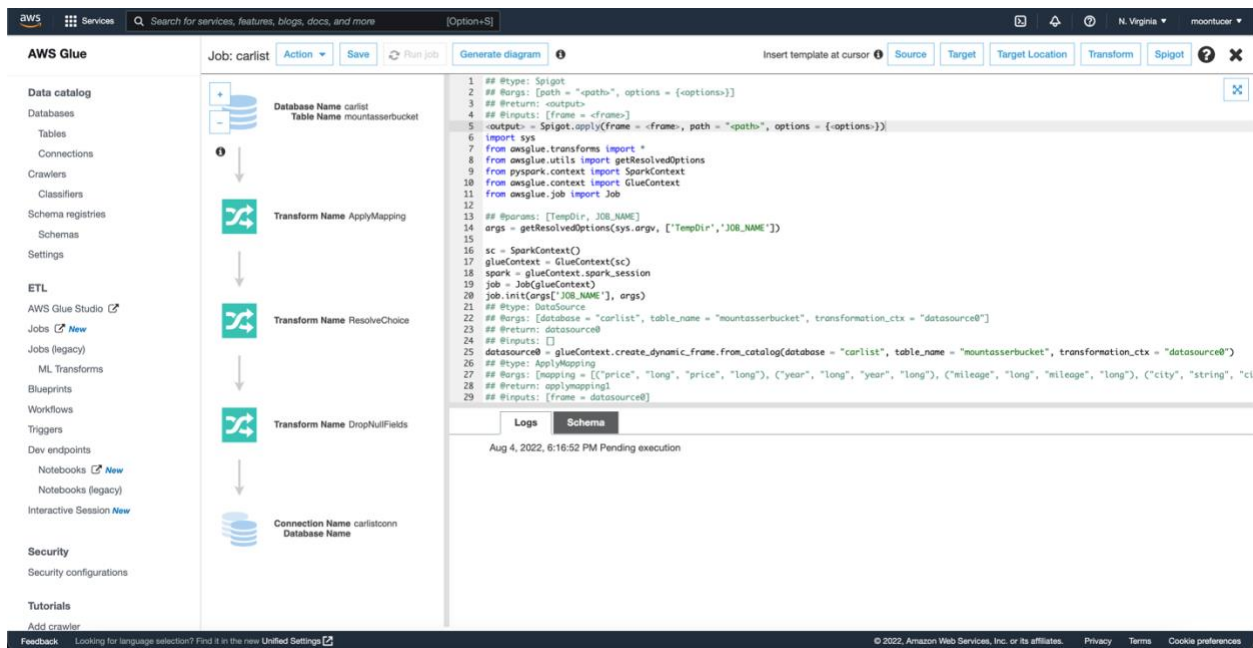 aws Services Search for services, features, blogs, docs, and more [Option+S] N. Virginia moontucer
AWS Glue
Job: carlist Action Save Run job Generate diagram Insert template at cursor Source Target Target Location Transform Spigot
Data catalog
Databases
Tables
Connections
Crawlers
Classifiers
Schema registries
Schemas
Settings
ETL
AWS Glue Studio
Jobs New
Jobs (legacy)
ML Transforms
Blueprints
Workflows
Triggers
Dev endpoints
Notebooks New
Notebooks (legacy)
Interactive Session New
Security
Security configurations
Tutorials
Add crawler
+
-
Database Name carlist
Table Name mountasserbucket
Transform Name ApplyMapping
Transform Name ResolveChoice
Transform Name DropNullFields
Connection Name carlistconn
Database Name
1 ## @type: Spigot
2 ## @args: [path = "<path>", options = {<options>}]
3 ## @return: <output>
4 ## @inputs: [frame = <frame>]
5 <output> = Spigot.apply(frame = <frame>, path = "<path>", options = {<options>})
6 import sys
7 from awsglue.transforms import *
8 from awsglue.utils import getResolvedOptions
9 from pyspark.context import SparkContext
10 from awsglue.context import GlueContext
11 from awsglue.job import Job
12
13 ## @params: [TempDir, JOB_NAME]
14 args = getResolvedOptions(sys.argv, ['TempDir','JOB_NAME'])
15
16 sc = SparkContext()
17 glueContext = GlueContext(sc)
18 spark = glueContext.spark_session
19 job = Job(glueContext)
20 job.init(args['JOB_NAME'], args)
21 ## @type: DataSource
22 ## @args: [database = "carlist", table_name = "mountasserbucket", transformation_ctx = "datasource0"]
23 ## @return: datasource0
24 ## @inputs: []
25 datasource0 = glueContext.create_dynamic_frame.from_catalog(database = "carlist", table_name = "mountasserbucket", transformation_ctx = "datasource0")
26 ## @type: ApplyMapping
27 ## @args: [mapping = [("price", "long", "price", "long"), ("year", "long", "year", "long"), ("mileage", "long", "mileage", "long"), ("city", "string", "ci
28 ## @return: applymapping1
29 ## @inputs: [frame = datasource0]
Logs Schema
Aug 4, 2022, 6:16:52 PM Pending execution
Feedback Looking for language selection? Find it in the new Unified Settings © 2022, Amazon Web Services, Inc. or its affiliates. Privacy Terms Cookie preferences